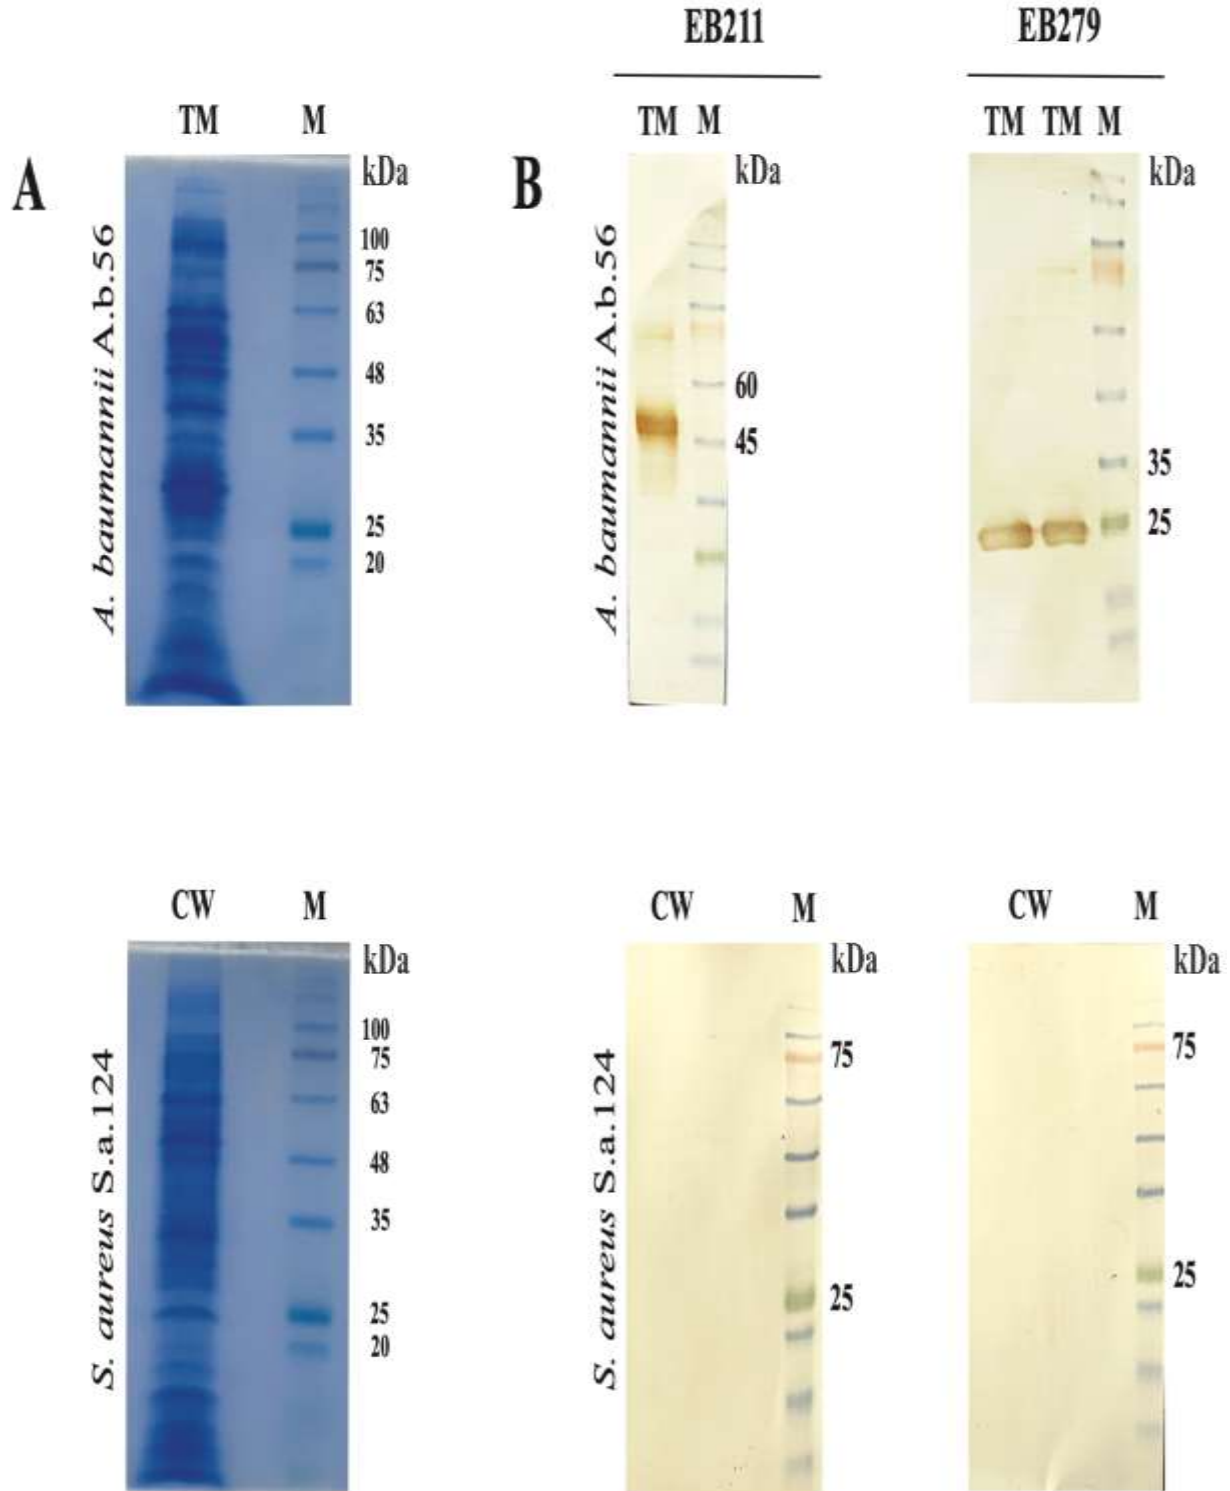 EB211
EB279
TM M
TM M
TM TM M
A
B
kDa
kDa
kDa
A. baumannii A.b.56
100
75
63
48
35
25
20
A. baumannii A.b.56
60
45
35
25
CW M
CW M
CW M
kDa
kDa
kDa
S. aureus S.a.124
100
75
63
48
35
25
20
S. aureus S.a.124
75
25
75
25